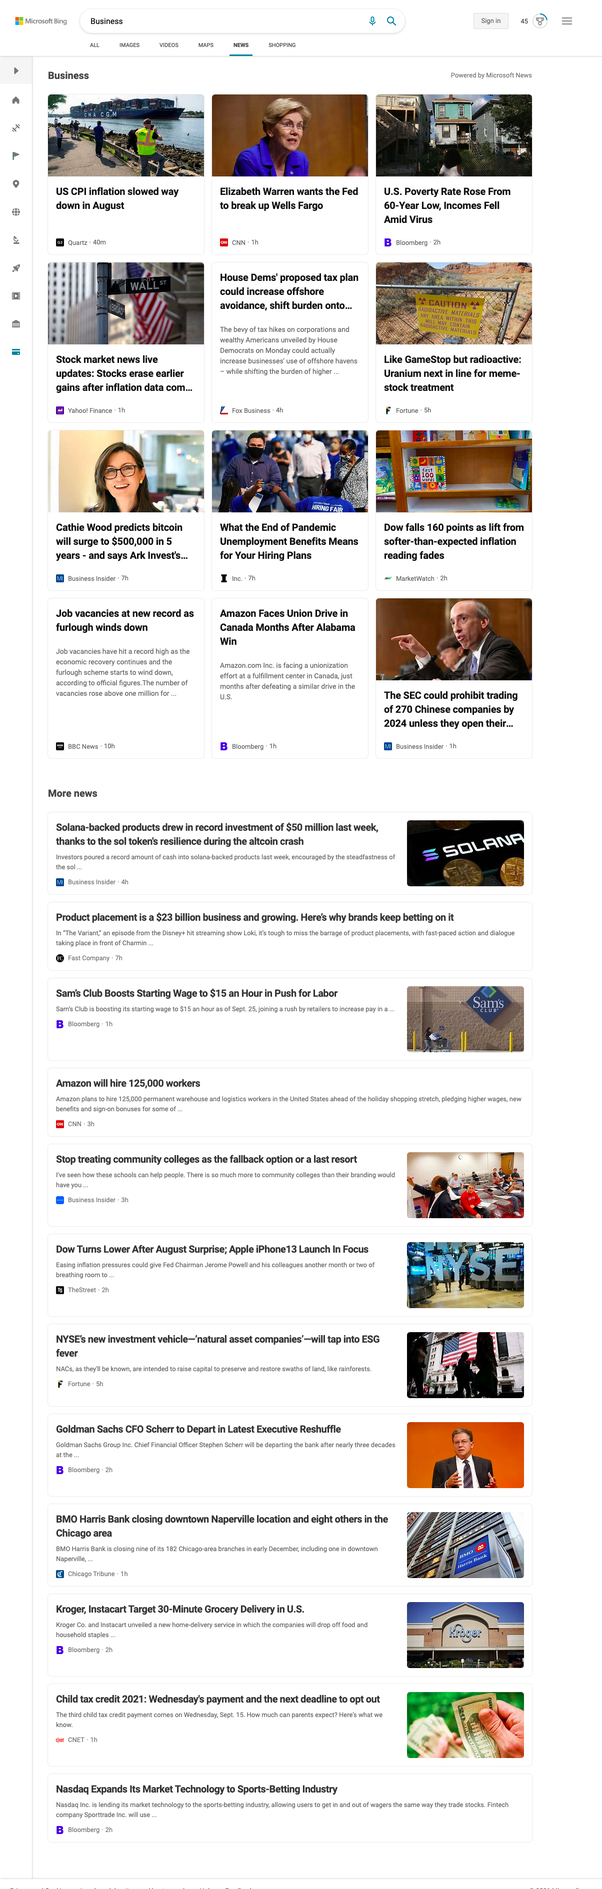 Microsoft Bing
Business
Sign in
45
ALL
IMAGES
VIDEOS
MAPS
NEWS
SHOPPING
Business
Powered by Microsoft News
CMA CGM
US CPI inflation slowed way
down in August
Quartz · 40m
Elizabeth Warren wants the Fed
to break up Wells Fargo
CNN · 1h
U.S. Poverty Rate Rose From
60-Year Low, Incomes Fell
Amid Virus
Bloomberg · 2h
WALL ST
Stock market news live
updates: Stocks erase earlier
gains after inflation data com...
Yahoo! Finance · 1h
House Dems' proposed tax plan
could increase offshore
avoidance, shift burden onto...
The bevy of tax hikes on corporations and
wealthy Americans unveiled by House
Democrats on Monday could actually
increase businesses' use of offshore havens
– while shifting the burden of higher ...
Fox Business · 4h
CAUTION
RADIOACTIVE MATERIALS
Like GameStop but radioactive:
Uranium next in line for meme-
stock treatment
Fortune · 5h
Cathie Wood predicts bitcoin
will surge to $500,000 in 5
years - and says Ark Invest's...
Business Insider · 7h
HIRING FAIR
What the End of Pandemic
Unemployment Benefits Means
for Your Hiring Plans
Inc. · 7h
first
100
words
Dow falls 160 points as lift from
softer-than-expected inflation
reading fades
MarketWatch · 2h
Job vacancies at new record as
furlough winds down
Job vacancies have hit a record high as the
economic recovery continues and the
furlough scheme starts to wind down,
according to official figures.The number of
vacancies rose above one million for ...
BBC News · 10h
Amazon Faces Union Drive in
Canada Months After Alabama
Win
Amazon.com Inc. is facing a unionization
effort at a fulfillment center in Canada, just
months after defeating a similar drive in the
U.S.
Bloomberg · 1h
The SEC could prohibit trading
of 270 Chinese companies by
2024 unless they open their...
Business Insider · 1h
More news
Solana-backed products drew in record investment of $50 million last week,
thanks to the sol token's resilience during the altcoin crash
Investors poured a record amount of cash into solana-backed products last week, encouraged by the steadfastness of
the sol ...
Business Insider · 4h
SOLANA
Product placement is a $23 billion business and growing. Here's why brands keep betting on it
In "The Variant," an episode from the Disney+ hit streaming show Loki, it's tough to miss the barrage of product placements, with fast-paced action and dialogue
taking place in front of Charmin ...
Fast Company · 7h
Sam's Club Boosts Starting Wage to $15 an Hour in Push for Labor
Sam's Club is boosting its starting wage to $15 an hour as of Sept. 25, joining a rush by retailers to increase pay in a ...
Bloomberg · 1h
Sam's
CLUB
Amazon will hire 125,000 workers
Amazon plans to hire 125,000 permanent warehouse and logistics workers in the United States ahead of the holiday shopping stretch, pledging higher wages, new
benefits and sign-on bonuses for some of ...
CNN · 3h
Stop treating community colleges as the fallback option or a last resort
I've seen how these schools can help people. There is so much more to community colleges than their branding would
have you ...
Business Insider · 3h
Dow Turns Lower After August Surprise; Apple iPhone13 Launch In Focus
Easing inflation pressures could give Fed Chairman Jerome Powell and his colleagues another month or two of
breathing room to ...
TheStreet · 2h
NYSE
NYSE's new investment vehicle—'natural asset companies'—will tap into ESG
fever
NACs, as they'll be known, are intended to raise capital to preserve and restore swaths of land, like rainforests.
Fortune · 5h
Goldman Sachs CFO Scherr to Depart in Latest Executive Reshuffle
Goldman Sachs Group Inc. Chief Financial Officer Stephen Scherr will be departing the bank after nearly three decades
at the ...
Bloomberg · 2h
BMO Harris Bank closing downtown Naperville location and eight others in the
Chicago area
BMO Harris Bank is closing nine of its 182 Chicago-area branches in early December, including one in downtown
Naperville, ...
Chicago Tribune · 1h
BMO
Harris Bank
Kroger, Instacart Target 30-Minute Grocery Delivery in U.S.
Kroger Co. and Instacart unveiled a new home-delivery service in which the companies will drop off food and
household staples ...
Bloomberg · 2h
Kroger
Child tax credit 2021: Wednesday's payment and the next deadline to opt out
The third child tax credit payment comes on Wednesday, Sept. 15. How much can parents expect? Here's what we
know.
CNET · 1h
Nasdaq Expands Its Market Technology to Sports-Betting Industry
Nasdaq Inc. is lending its market technology to the sports-betting industry, allowing users to get in and out of wagers the same way they trade stocks. Fintech
company Sporttrade Inc. will use ...
Bloomberg · 2h